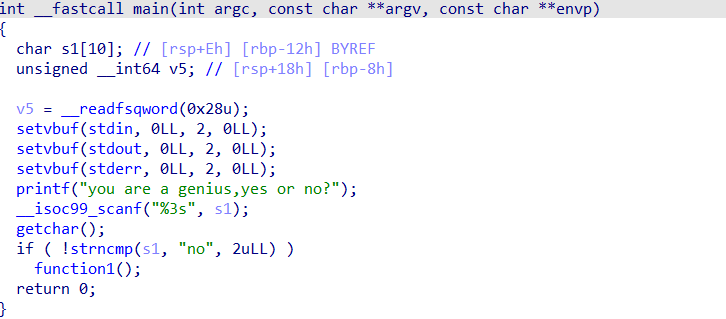 int __fastcall main(int argc, const char **argv, const char **envp)
{
  char s1[10]; // [rsp+Eh] [rbp-12h] BYREF
  unsigned __int64 v5; // [rsp+18h] [rbp-8h]

  v5 = __readfsqword(0x28u);
  setvbuf(stdin, 0LL, 2, 0LL);
  setvbuf(stdout, 0LL, 2, 0LL);
  setvbuf(stderr, 0LL, 2, 0LL);
  printf("you are a genius,yes or no?");
  __isoc99_scanf("%3s", s1);
  getchar();
  if ( !strncmp(s1, "no", 2uLL) )
    function1();
  return 0;
}